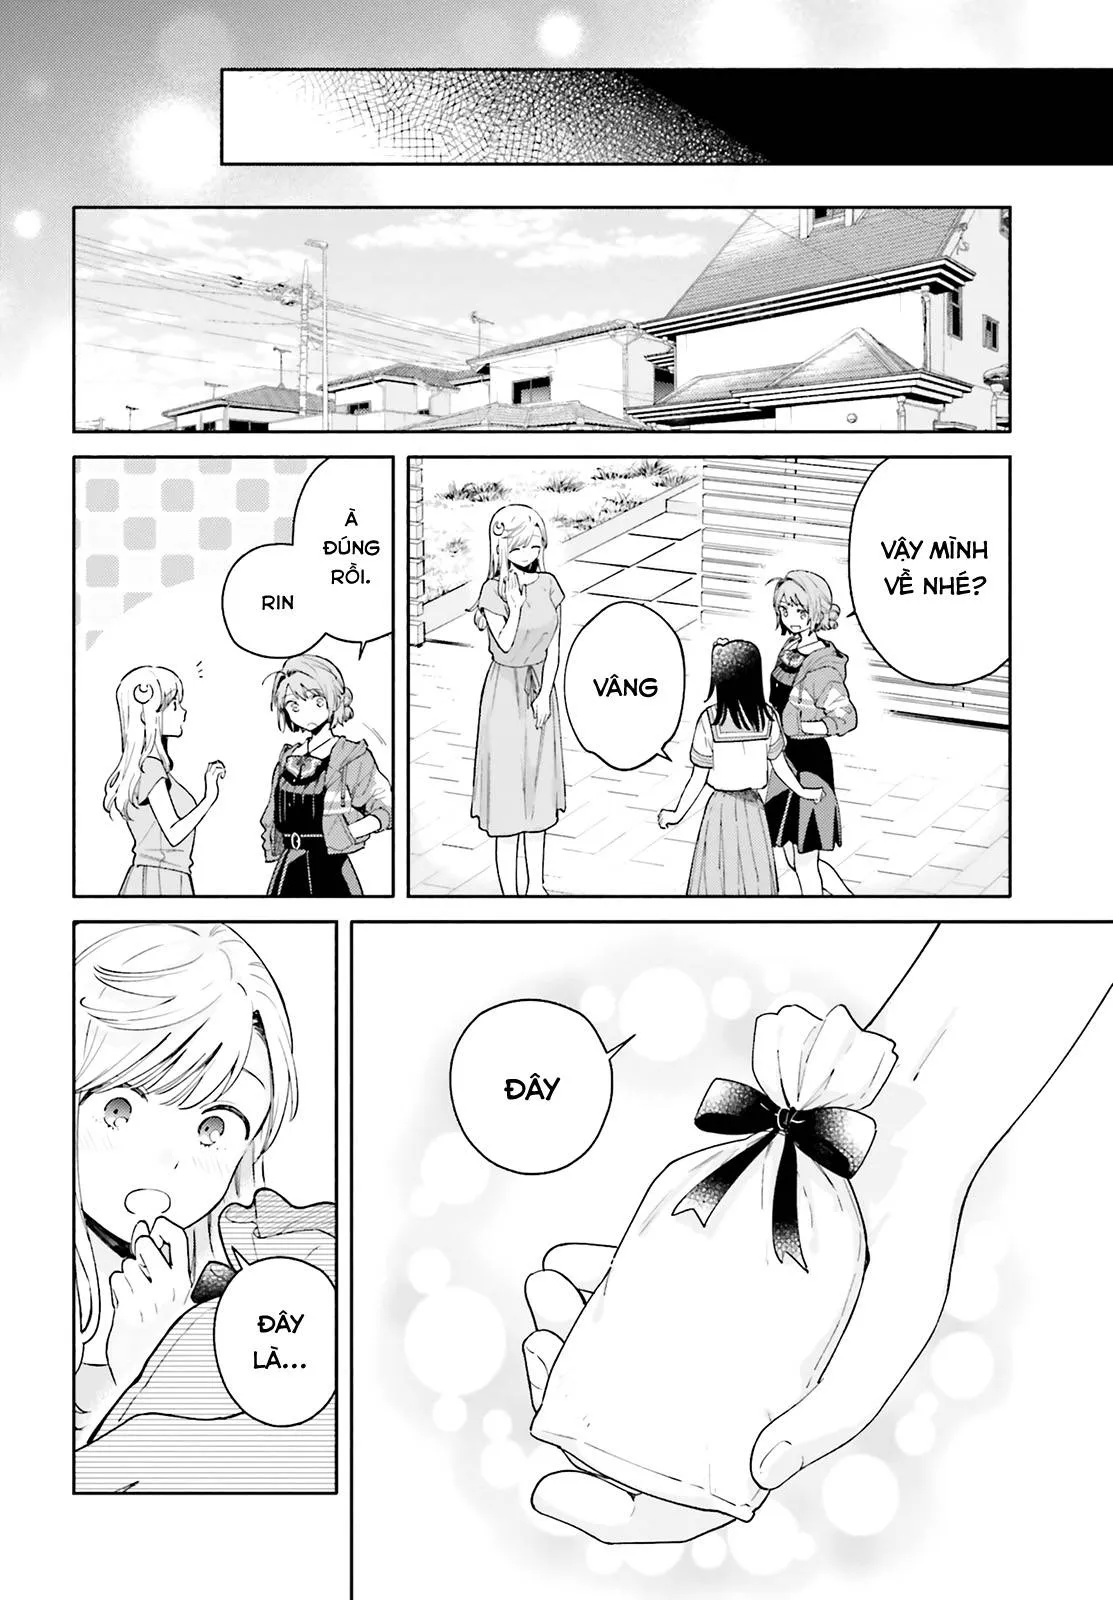 VẬY MÌNH
VỀ NHÉ?
VÂNG
À
ĐÚNG
RỒI.
RIN
ĐÂY
ĐÂY
LÀ...